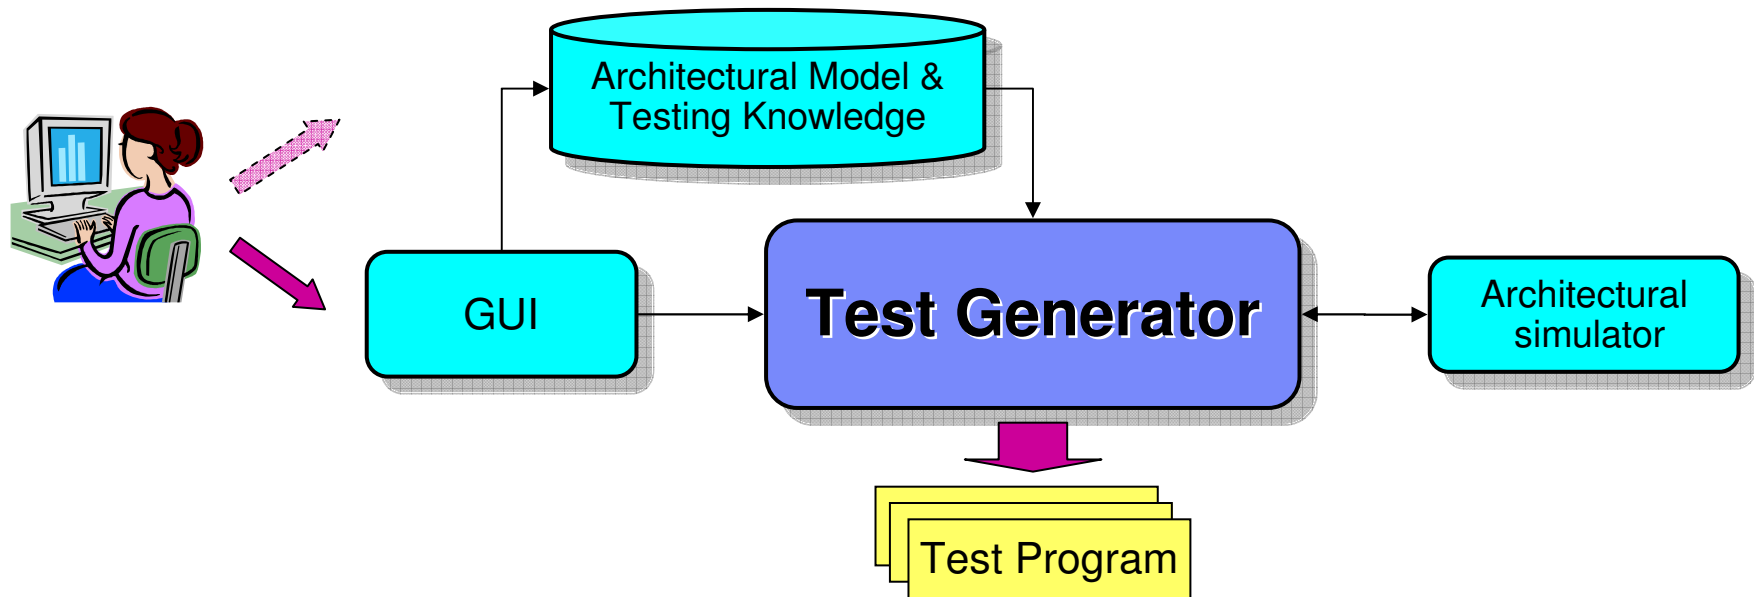 Architectural Model &
Testing Knowledge
GUI
Test Generator
Architectural
simulator
Test Program